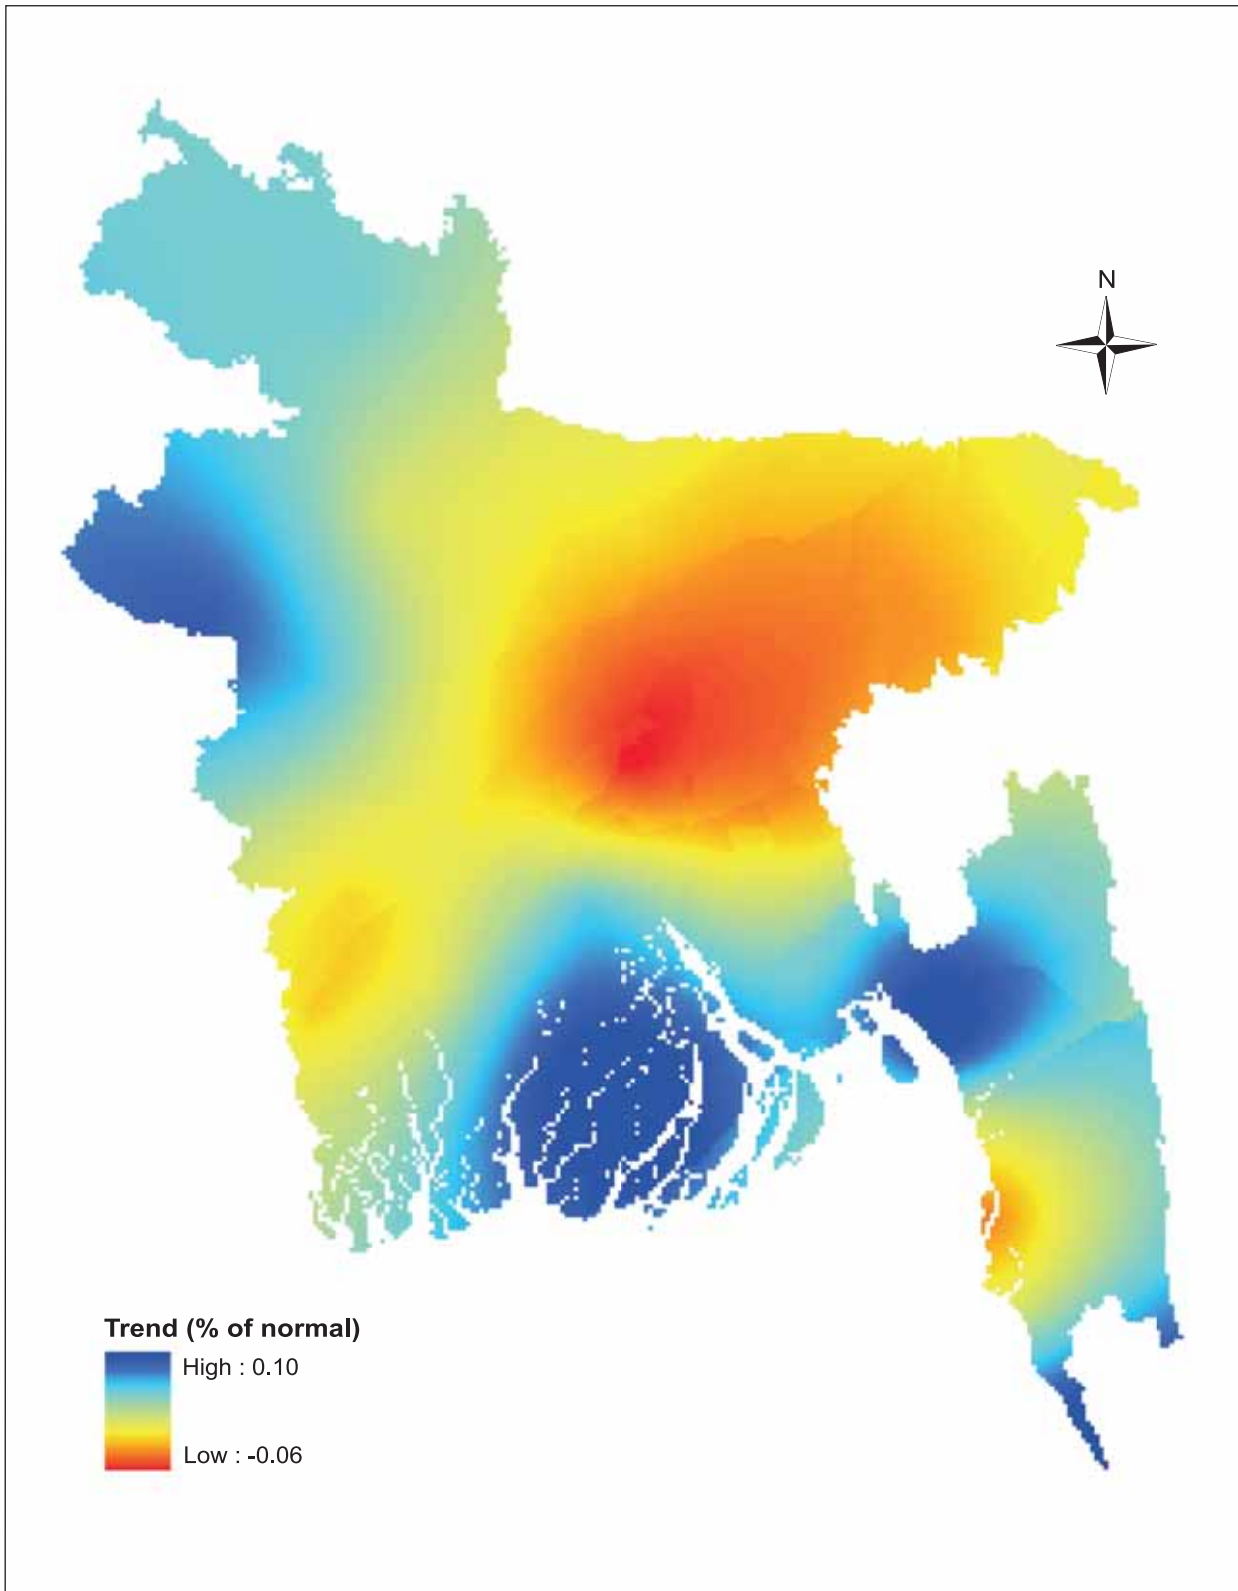 N
Trend (% of normal)
High : 0.10
Low : -0.06